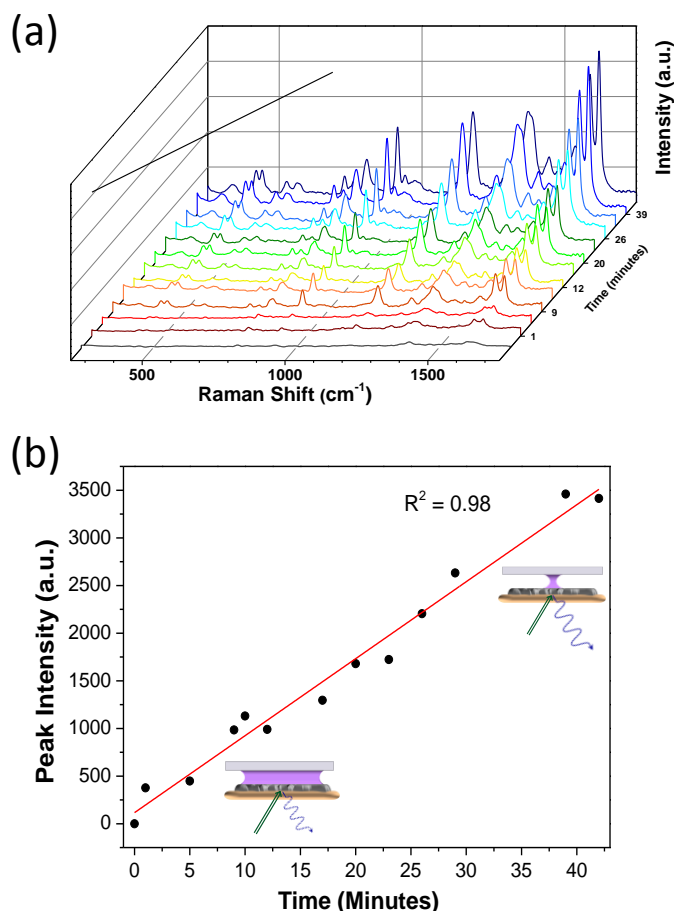 (a)
Intensity (a.u.)
39
26
20
12
9
1
Time (minutes)
500
1000
1500
Raman Shift (cm⁻¹)
(b)
3500
3000
2500
2000
1500
1000
500
0
R² = 0.98
Peak Intensity (a.u.)
0 5 10 15 20 25 30 35 40
Time (Minutes)